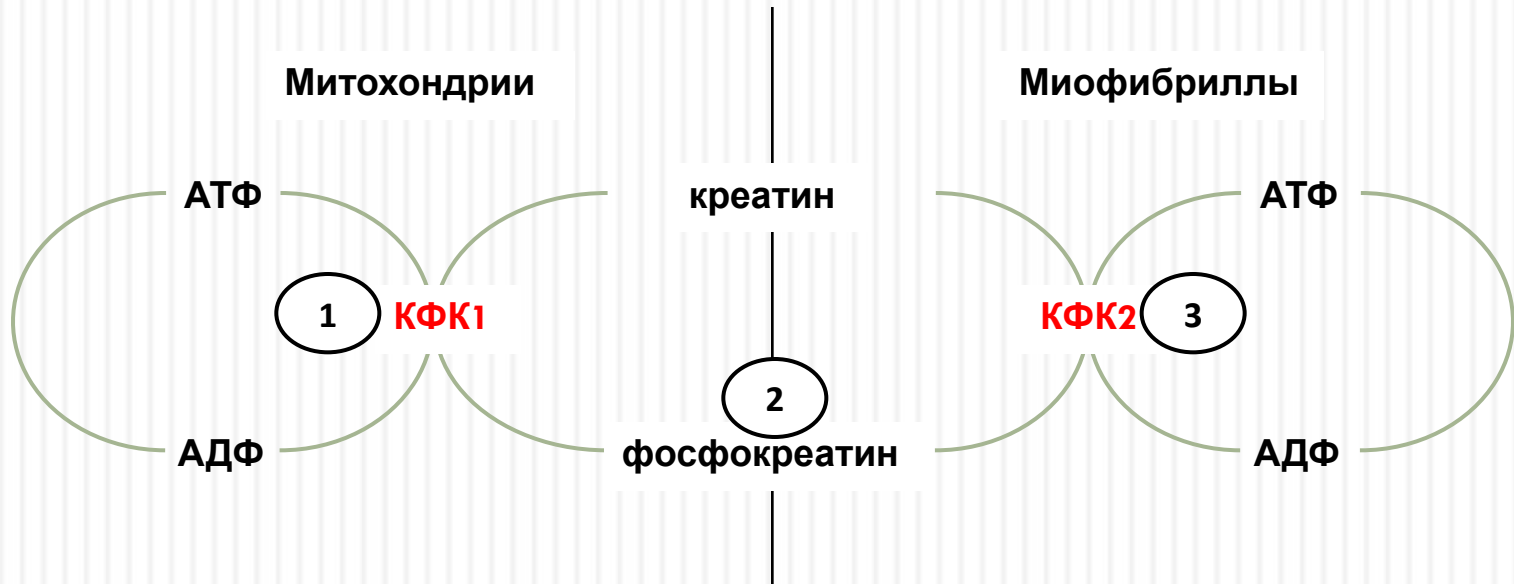 Митохондрии
Миофибриллы
АТФ
креатин
АТФ
1
КФК1
КФК2
3
2
АДФ
фосфокреатин
АДФ